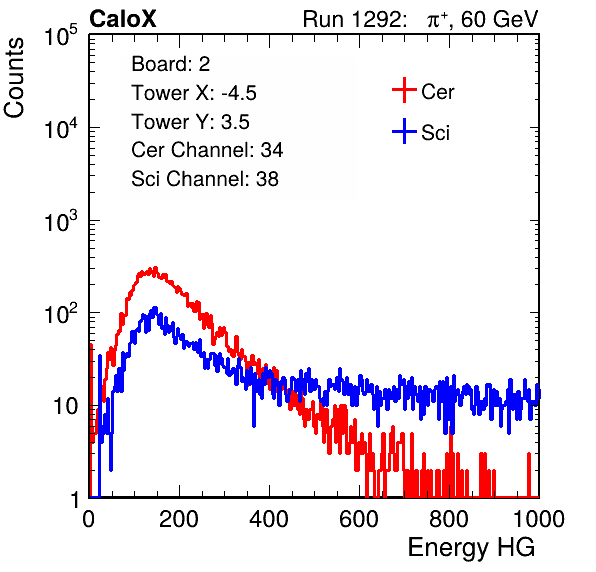 CaloX Run 1292: π⁺, 60 GeV
Counts
10⁵
10⁴
10³
10²
10
1
Board: 2
Tower X: -4.5
Tower Y: 3.5
Cer Channel: 34
Sci Channel: 38
Cer
Sci
0 200 400 600 800 1000
Energy HG